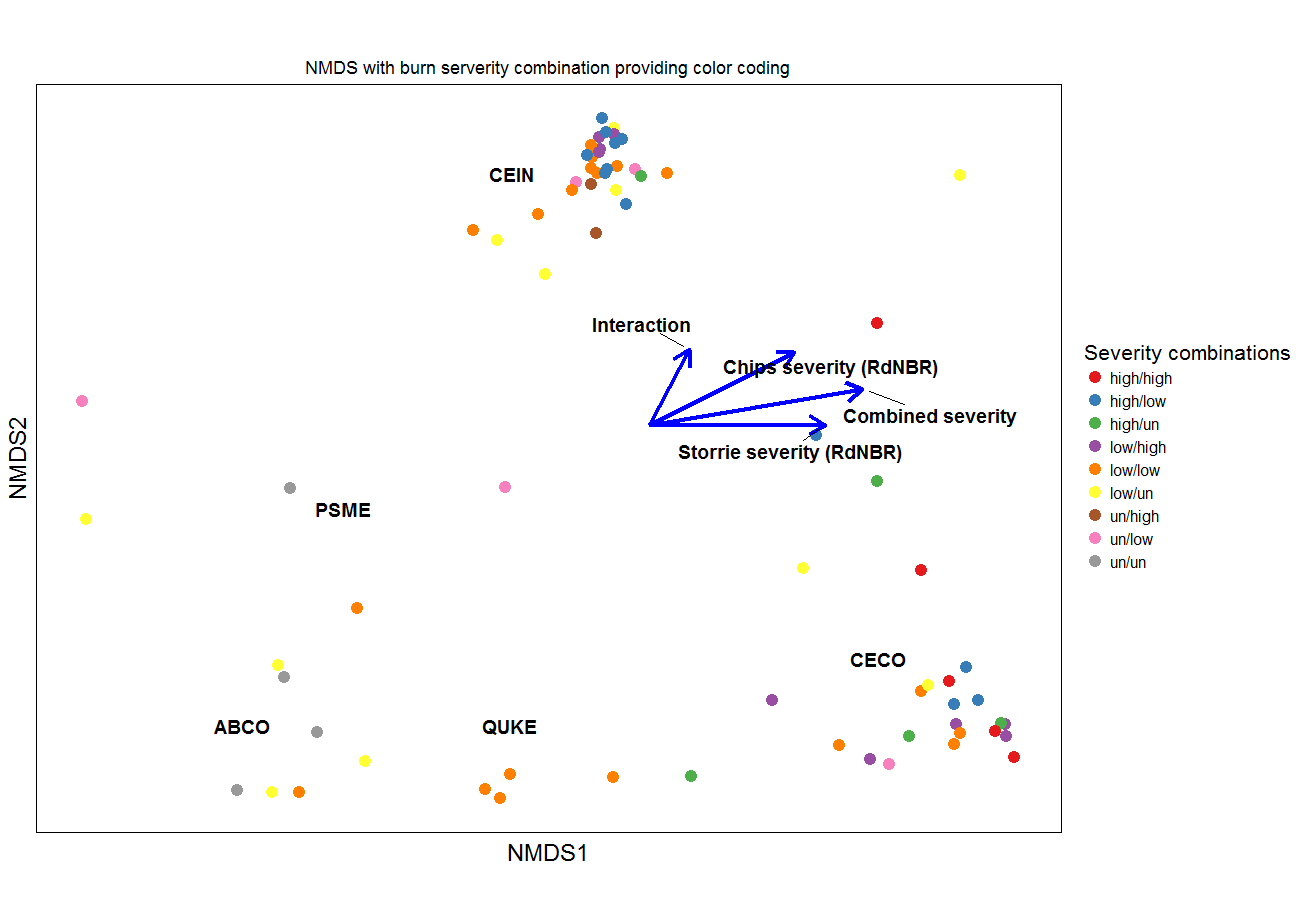 NMDS with burn serverity combination providing color coding
CEIN
Interaction
Chips severity (RdNBR)
Combined severity
Storrie severity (RdNBR)
PSME
CECO
ABCO
QUKE
NMDS2
NMDS1
Severity combinations
high/high
high/low
high/un
low/high
low/low
low/un
un/high
un/low
un/un